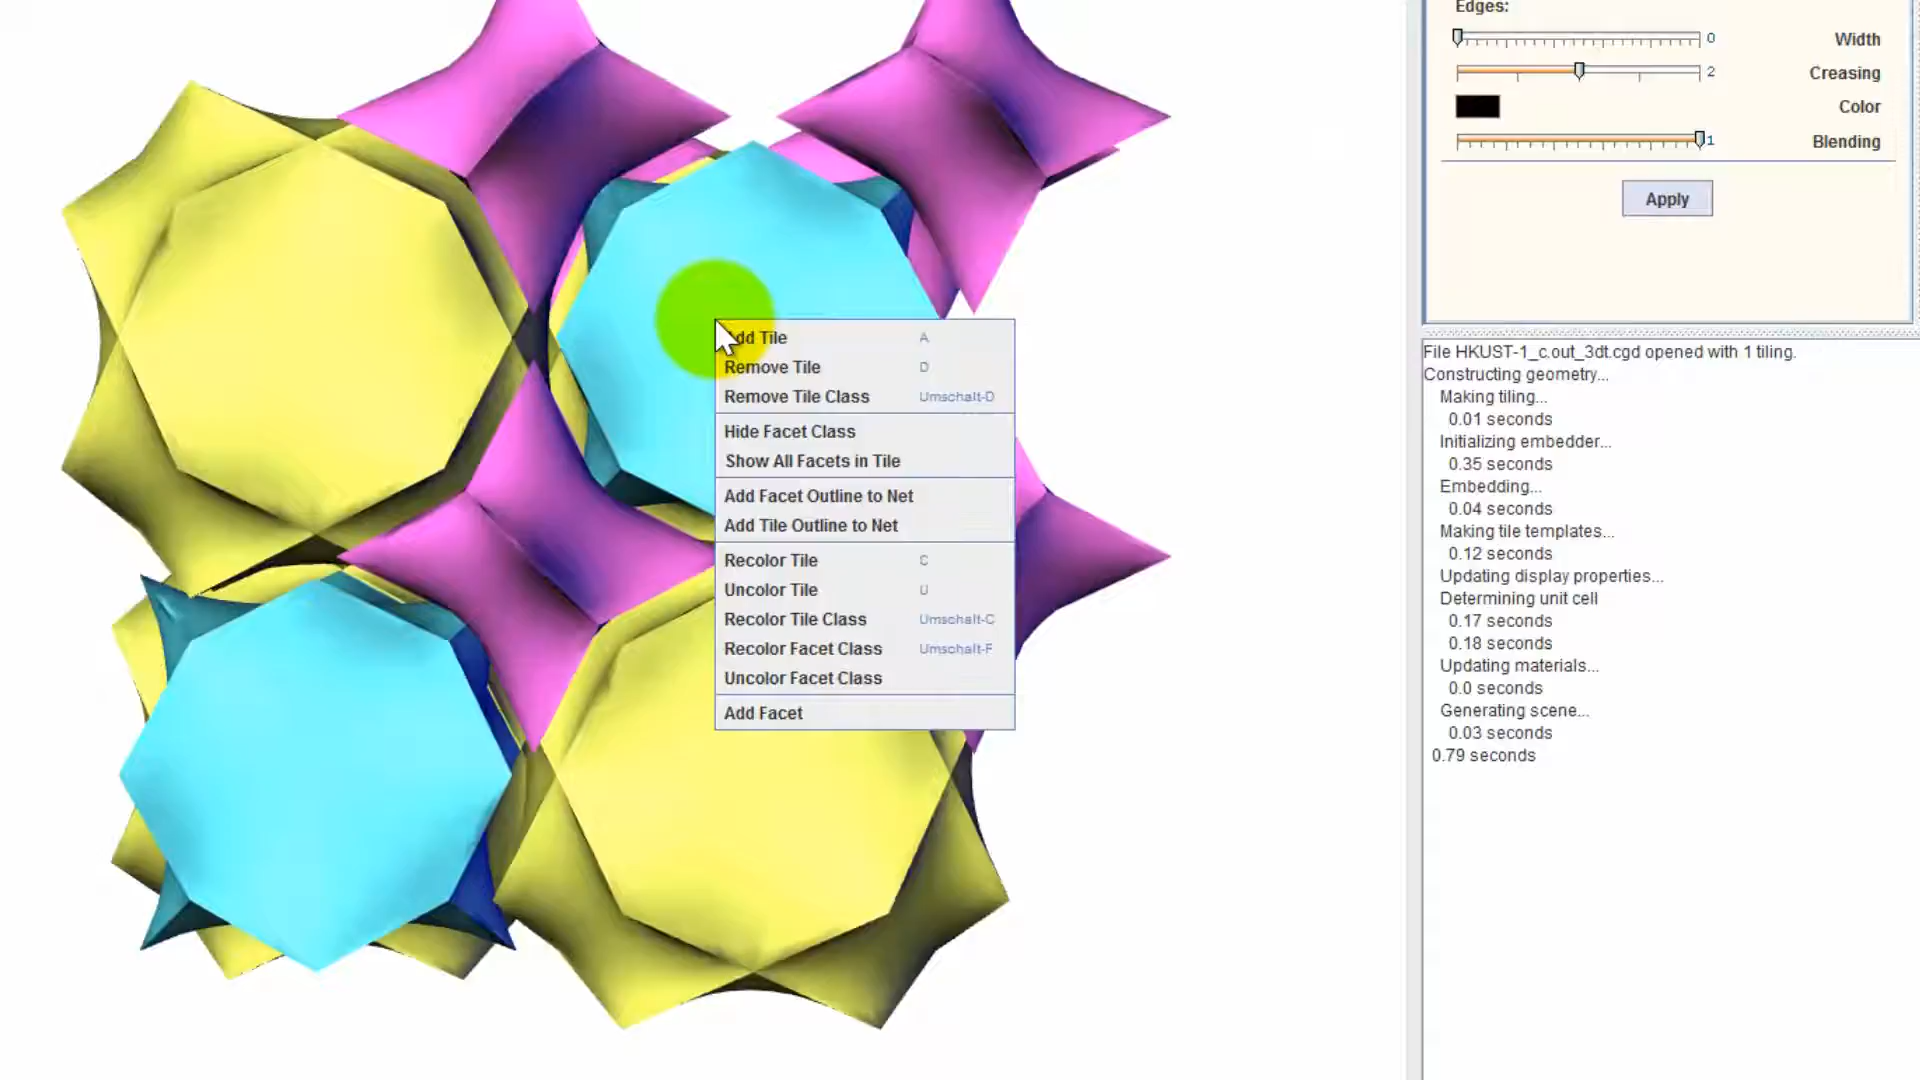 Edges:
0 Width
2 Creasing
Color
1 Blending
Apply
Add Tile A
Remove Tile D
Remove Tile Class Umschalt-D
Hide Facet Class
Show All Facets in Tile
Add Facet Outline to Net
Add Tile Outline to Net
Recolor Tile C
Uncolor Tile U
Recolor Tile Class Umschalt-C
Recolor Facet Class Umschalt-F
Uncolor Facet Class
Add Facet
File HKUST-1_c.out_3dt.cgd opened with 1 tiling.
Constructing geometry...
Making tiling...
0.01 seconds
Initializing embedder...
0.35 seconds
Embedding...
0.04 seconds
Making tile templates...
0.12 seconds
Updating display properties...
Determining unit cell
0.17 seconds
0.18 seconds
Updating materials...
0.0 seconds
Generating scene...
0.03 seconds
0.79 seconds